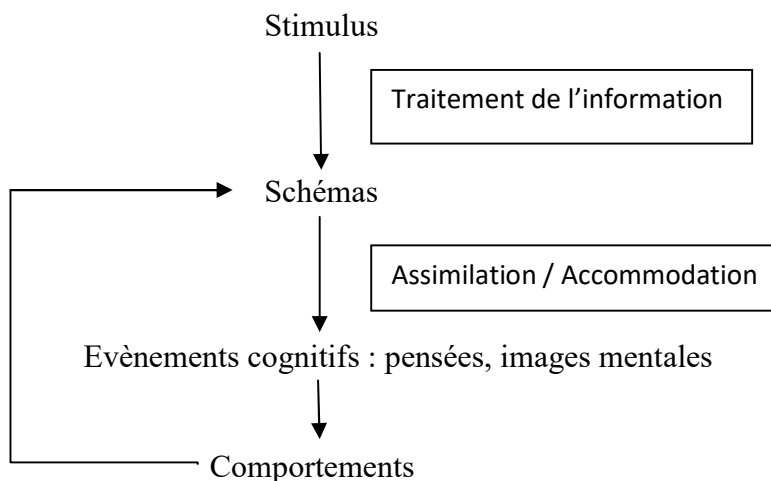 Stimulus
Traitement de l’information
Schémas
Assimilation / Accommodation
Evènements cognitifs : pensées, images mentales
Comportements